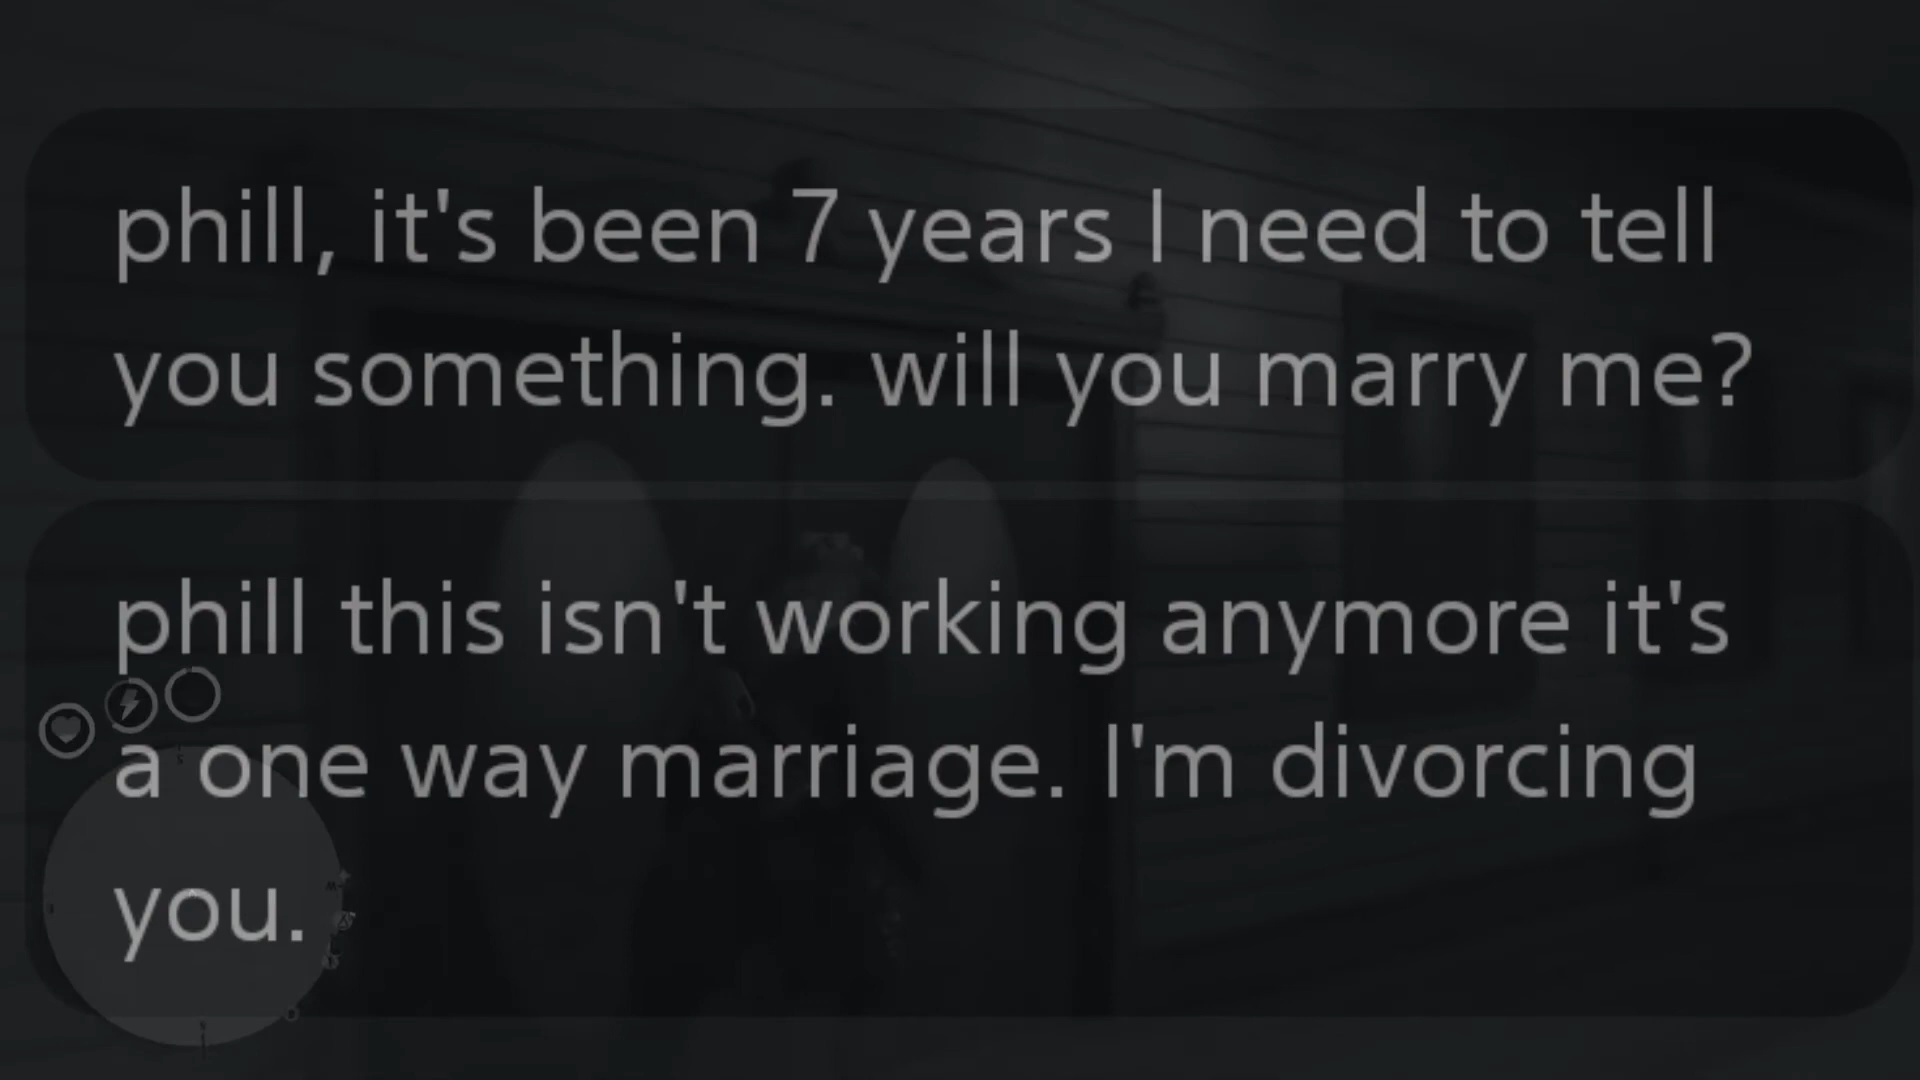 phill, it's been 7 years I need to tell
you something. will you marry me?
phill this isn't working anymore it's
a one way marriage. I'm divorcing
you.